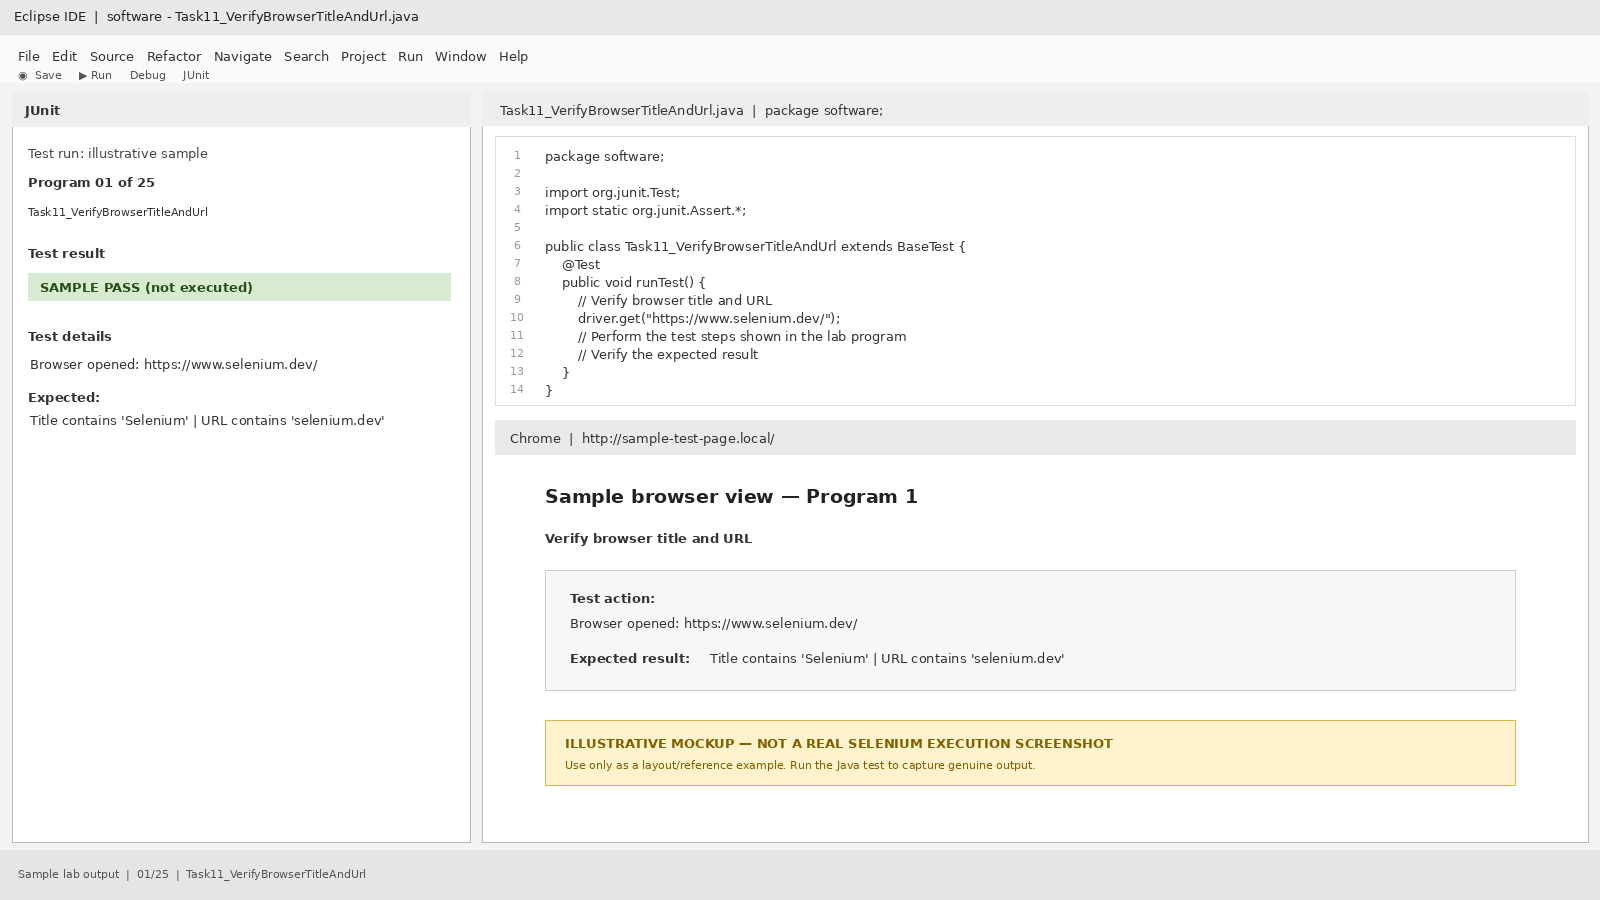 Eclipse IDE  |  software - Task11_VerifyBrowserTitleAndUrl.java
File Edit Source Refactor Navigate Search Project Run Window Help
◉ Save ▶ Run Debug JUnit
JUnit
Test run: illustrative sample
Program 01 of 25
Task11_VerifyBrowserTitleAndUrl
Test result
SAMPLE PASS (not executed)
Test details
Browser opened: https://www.selenium.dev/
Expected:
Title contains 'Selenium' | URL contains 'selenium.dev'
Task11_VerifyBrowserTitleAndUrl.java  |  package software;
1 package software;
2
3 import org.junit.Test;
4 import static org.junit.Assert.*;
5
6 public class Task11_VerifyBrowserTitleAndUrl extends BaseTest {
7 @Test
8 public void runTest() {
9 // Verify browser title and URL
10 driver.get("https://www.selenium.dev/");
11 // Perform the test steps shown in the lab program
12 // Verify the expected result
13 }
14 }
Chrome  |  http://sample-test-page.local/
Sample browser view — Program 1
Verify browser title and URL
Test action:
Browser opened: https://www.selenium.dev/
Expected result: Title contains 'Selenium' | URL contains 'selenium.dev'
ILLUSTRATIVE MOCKUP — NOT A REAL SELENIUM EXECUTION SCREENSHOT
Use only as a layout/reference example. Run the Java test to capture genuine output.
Sample lab output  |  01/25  |  Task11_VerifyBrowserTitleAndUrl